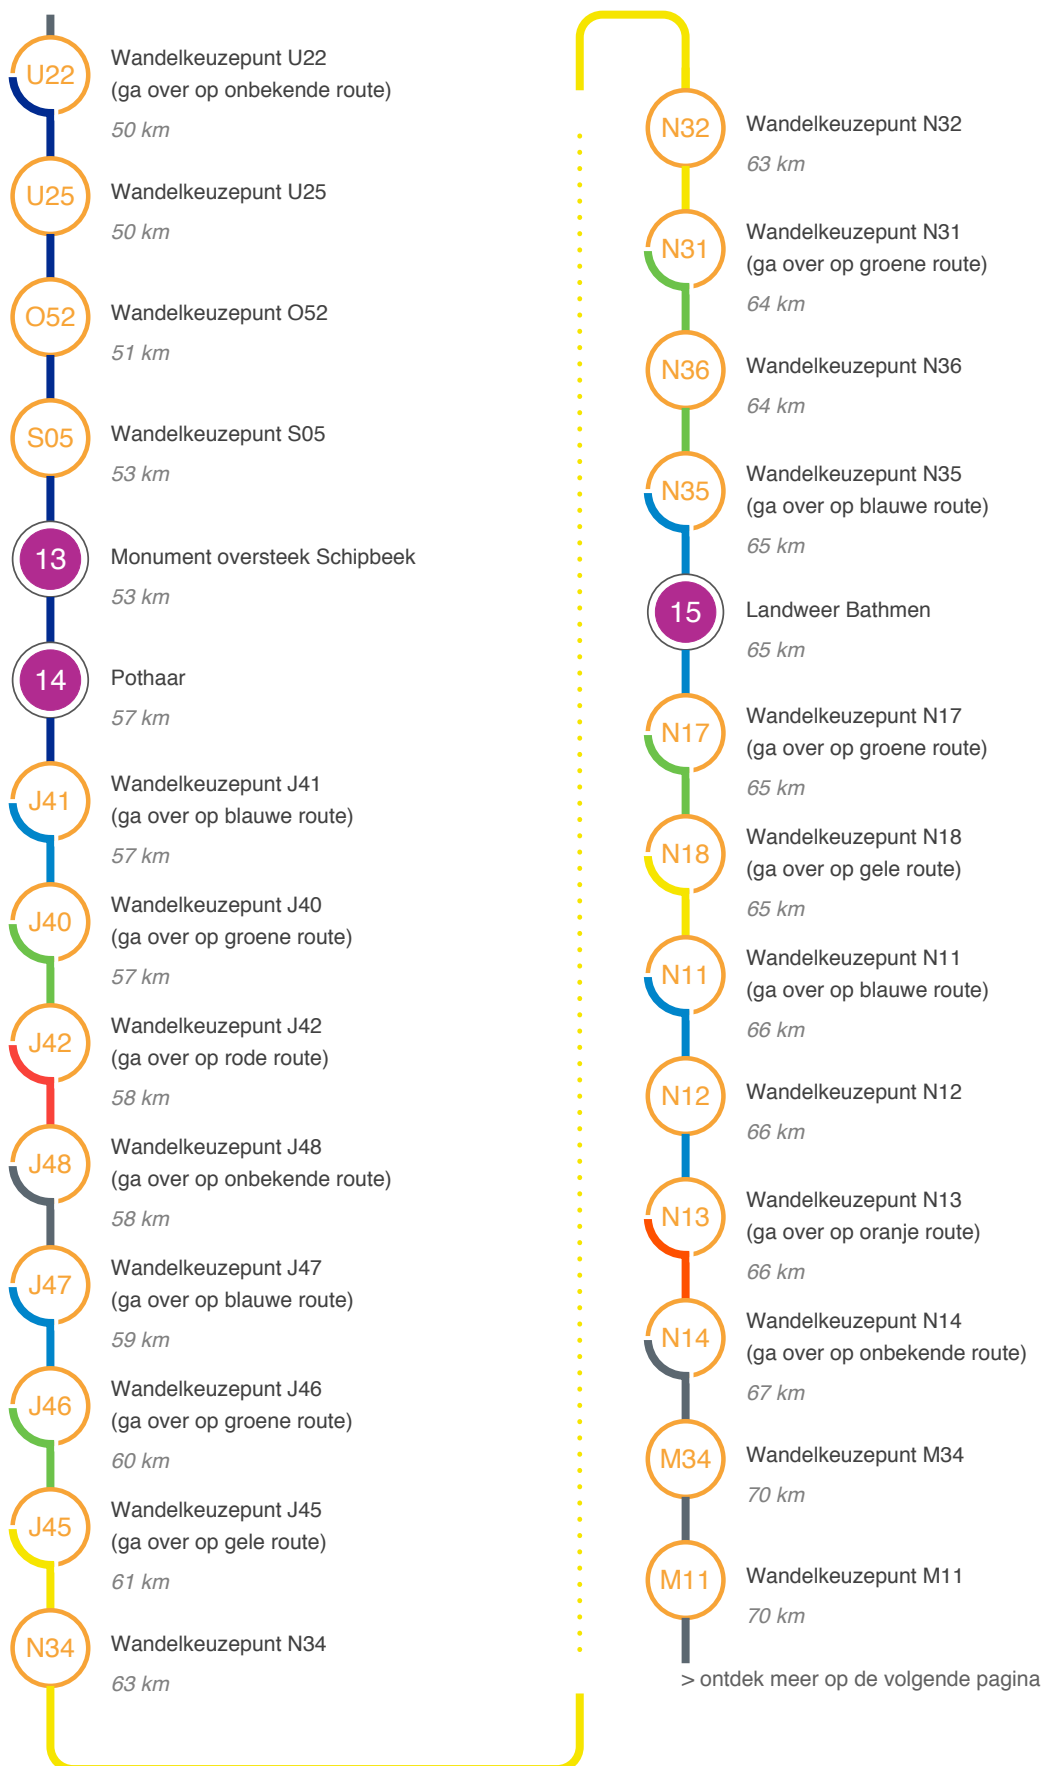 U22
Wandelkeuzepunt U22
(ga over op onbekende route)
50 km
U25
Wandelkeuzepunt U25
50 km
O52
Wandelkeuzepunt O52
51 km
S05
Wandelkeuzepunt S05
53 km
13
Monument oversteek Schipbeek
53 km
14
Pothaar
57 km
J41
Wandelkeuzepunt J41
(ga over op blauwe route)
57 km
J40
Wandelkeuzepunt J40
(ga over op groene route)
57 km
J42
Wandelkeuzepunt J42
(ga over op rode route)
58 km
J48
Wandelkeuzepunt J48
(ga over op onbekende route)
58 km
J47
Wandelkeuzepunt J47
(ga over op blauwe route)
59 km
J46
Wandelkeuzepunt J46
(ga over op groene route)
60 km
J45
Wandelkeuzepunt J45
(ga over op gele route)
61 km
N34
Wandelkeuzepunt N34
63 km
N32
Wandelkeuzepunt N32
63 km
N31
Wandelkeuzepunt N31
(ga over op groene route)
64 km
N36
Wandelkeuzepunt N36
64 km
N35
Wandelkeuzepunt N35
(ga over op blauwe route)
65 km
15
Landweer Bathmen
65 km
N17
Wandelkeuzepunt N17
(ga over op groene route)
65 km
N18
Wandelkeuzepunt N18
(ga over op gele route)
65 km
N11
Wandelkeuzepunt N11
(ga over op blauwe route)
66 km
N12
Wandelkeuzepunt N12
66 km
N13
Wandelkeuzepunt N13
(ga over op oranje route)
66 km
N14
Wandelkeuzepunt N14
(ga over op onbekende route)
67 km
M34
Wandelkeuzepunt M34
70 km
M11
Wandelkeuzepunt M11
70 km
> ontdek meer op de volgende pagina